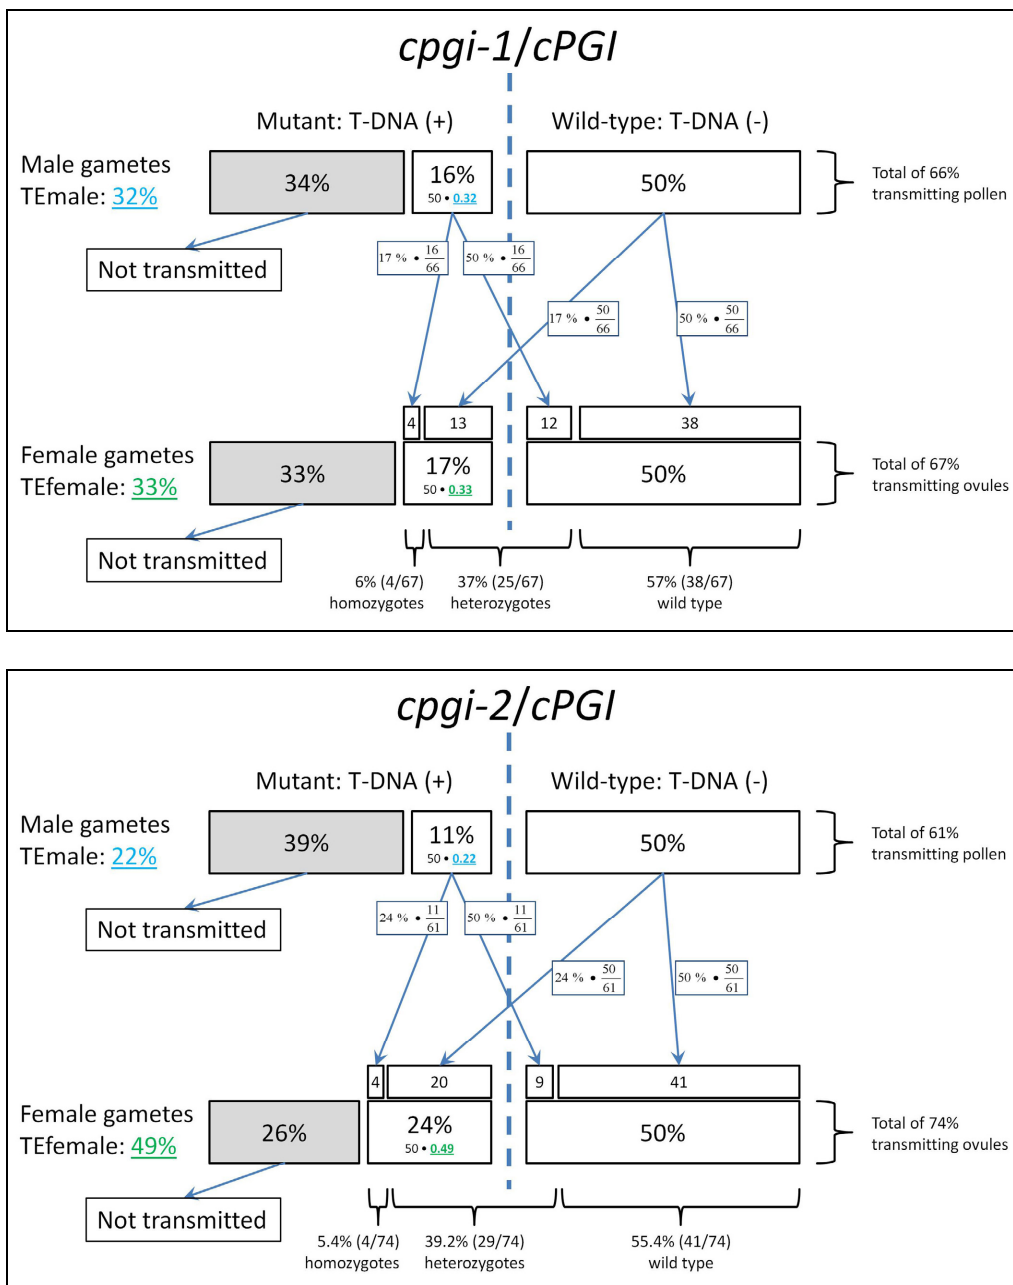 cpgi-1/cPGI
Mutant: T-DNA (+)
Wild-type: T-DNA (-)
Male gametes
TEmale: 32%
34%
16%
50 • 0.32
50%
Total of 66%
transmitting pollen
Not transmitted
17 % • 16/66
50 % • 16/66
17 % • 50/66
50 % • 50/66
4
13
12
38
Female gametes
TEfemale: 33%
33%
17%
50 • 0.33
50%
Total of 67%
transmitting ovules
Not transmitted
6% (4/67)
homozygotes
37% (25/67)
heterozygotes
57% (38/67)
wild type
cpgi-2/cPGI
Mutant: T-DNA (+)
Wild-type: T-DNA (-)
Male gametes
TEmale: 22%
39%
11%
50 • 0.22
50%
Total of 61%
transmitting pollen
Not transmitted
24 % • 11/61
50 % • 11/61
24 % • 50/61
50 % • 50/61
4
20
9
41
Female gametes
TEfemale: 49%
26%
24%
50 • 0.49
50%
Total of 74%
transmitting ovules
Not transmitted
5.4% (4/74)
homozygotes
39.2% (29/74)
heterozygotes
55.4% (41/74)
wild type